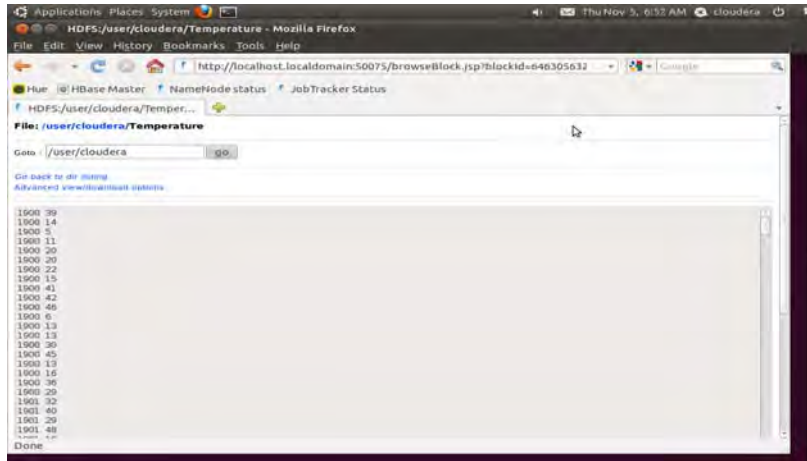 Applications Places System
Thu Nov 5, 6:52 AM cloudera
HDFS:/user/cloudera/Temperature - Mozilla Firefox
File Edit View History Bookmarks Tools Help
http://localhost.localdomain:50075/browseBlock.jsp?blockId=646305632
Google
Hue HBase Master NameNode status JobTracker Status
HDFS:/user/cloudera/Temper...
File: /user/cloudera/Temperature
Goto : /user/cloudera go
Go back to dir listing
Advanced view/download options
1900 39
1900 14
1900 5
1900 11
1900 20
1900 20
1900 22
1900 15
1900 41
1900 42
1900 46
1900 6
1900 13
1900 13
1900 30
1900 45
1900 13
1900 16
1900 36
1900 29
1901 32
1901 40
1901 29
1901 48
Done